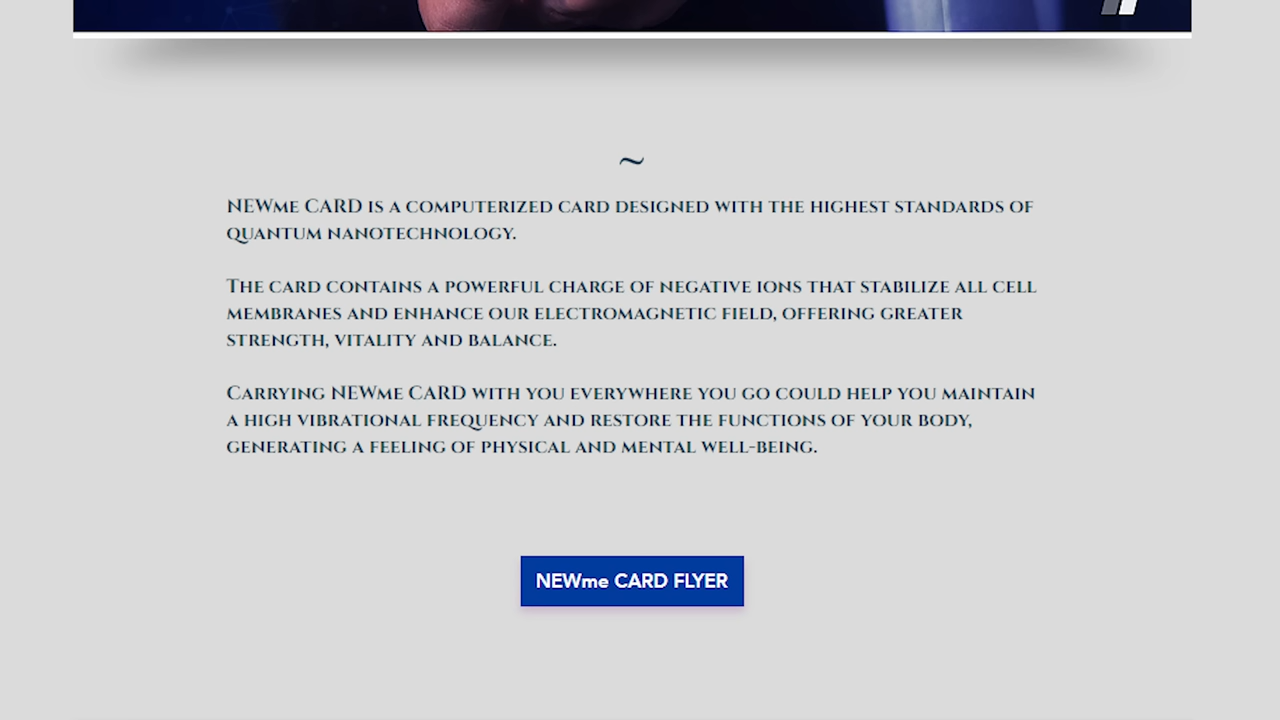 ~
NEWme CARD is a computerized card designed with the highest standards of
quantum nanotechnology.
The card contains a powerful charge of negative ions that stabilize all cell
membranes and enhance our electromagnetic field, offering greater
strength, vitality and balance.
Carrying NEWme CARD with you everywhere you go could help you maintain
a high vibrational frequency and restore the functions of your body,
generating a feeling of physical and mental well-being.
NEWme CARD FLYER